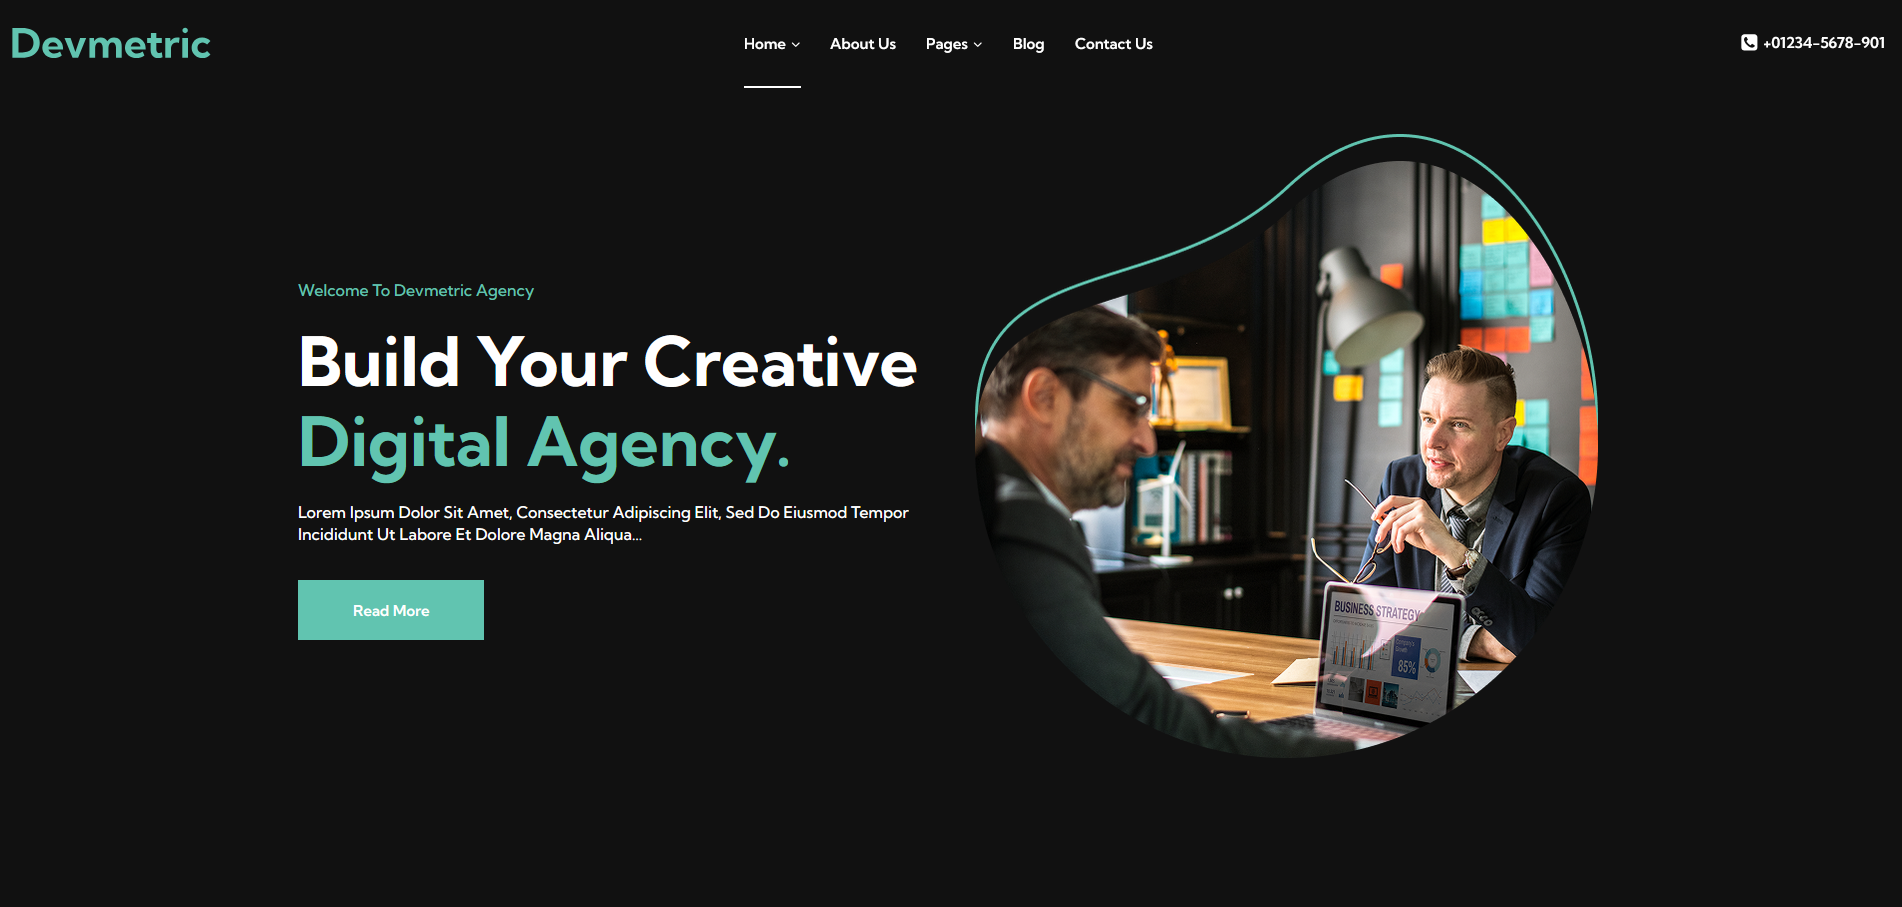 Devmetric
Home
About Us
Pages
Blog
Contact Us
+01234-5678-901
Welcome To Devmetric Agency
Build Your Creative
Digital Agency.
Lorem Ipsum Dolor Sit Amet, Consectetur Adipiscing Elit, Sed Do Eiusmod Tempor
Incididunt Ut Labore Et Dolore Magna Aliqua...
Read More
BUSINESS STRATEGY
85%